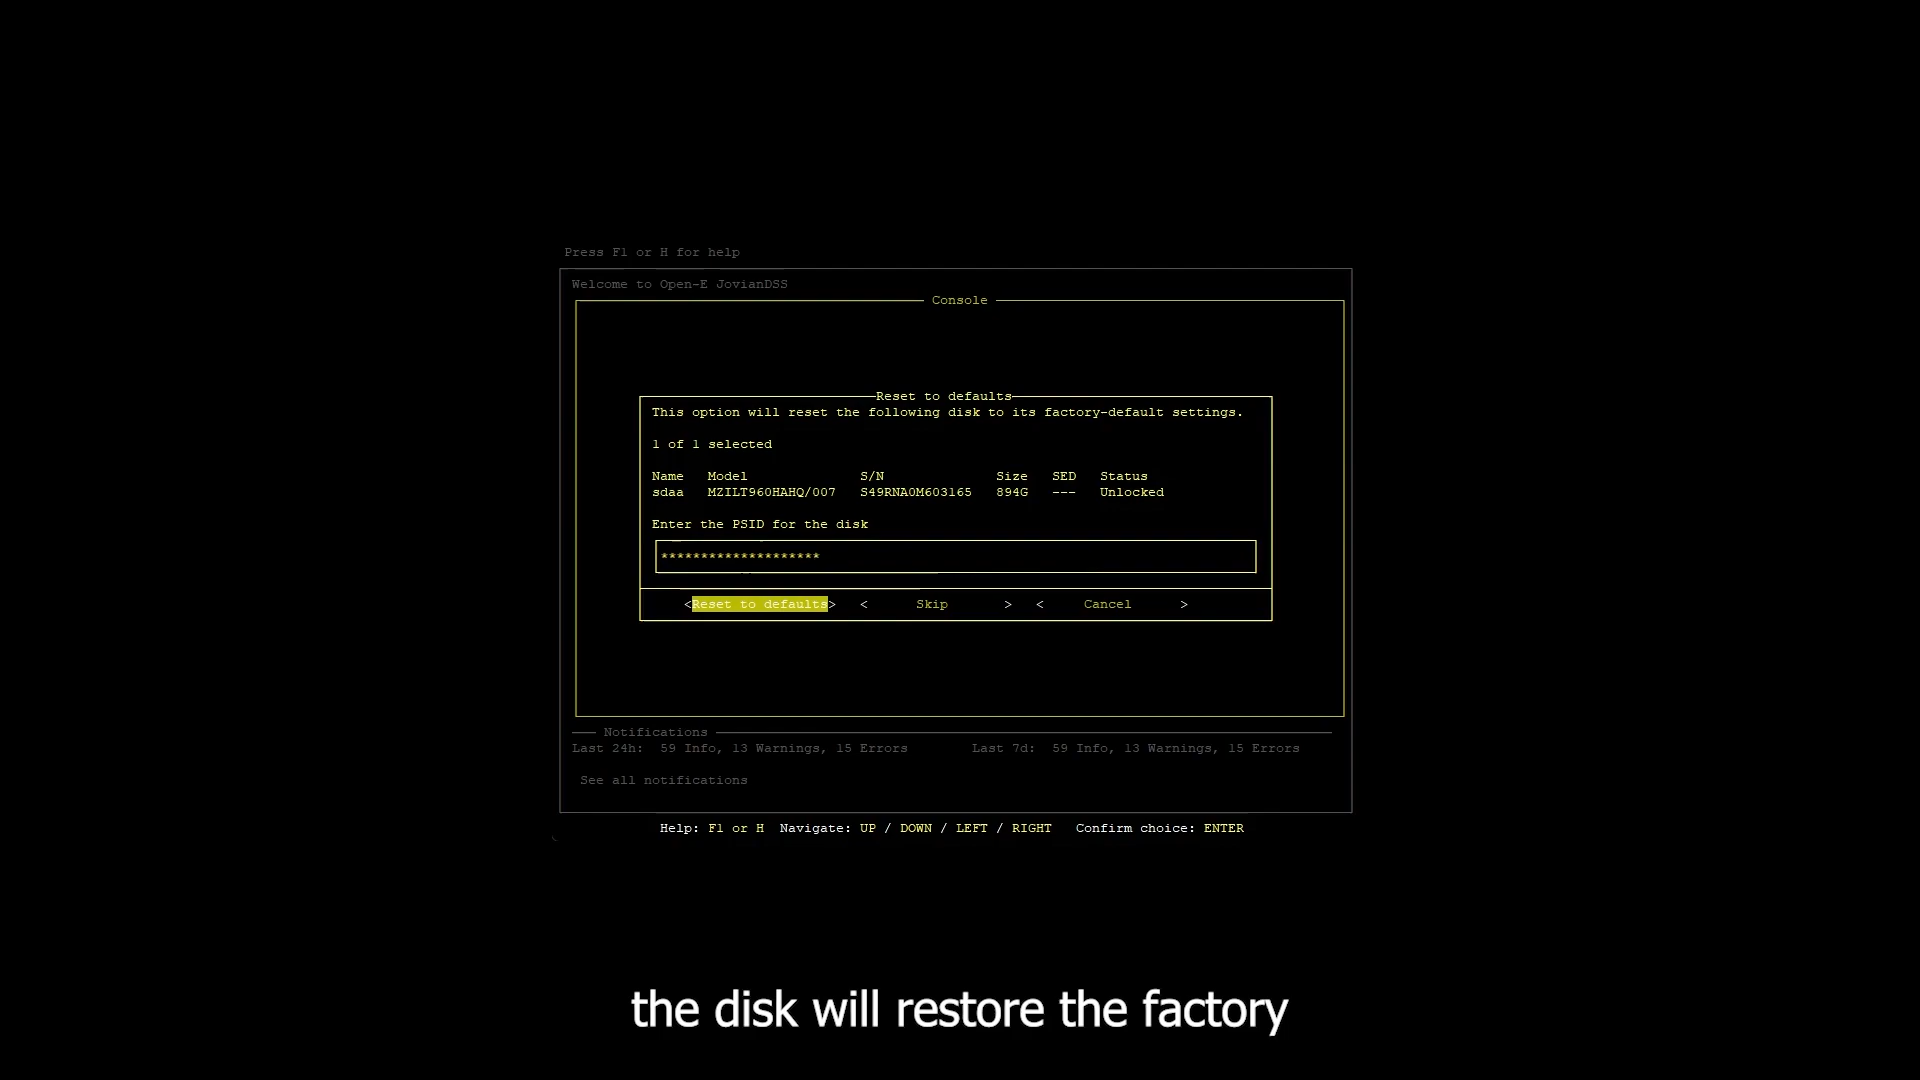 Press F1 or H for help
Welcome to Open-E JovianDSS
Console
Reset to defaults
This option will reset the following disk to its factory-default settings.
1 of 1 selected
Name Model S/N Size SED Status
sdaa MZILT960HAHQ/007 S49RNA0M603165 894G --- Unlocked
Enter the PSID for the disk
********************
<Reset to defaults> < Skip > < Cancel >
Notifications
Last 24h: 59 Info, 13 Warnings, 15 Errors Last 7d: 59 Info, 13 Warnings, 15 Errors
See all notifications
Help: F1 or H Navigate: UP / DOWN / LEFT / RIGHT Confirm choice: ENTER
the disk will restore the factory